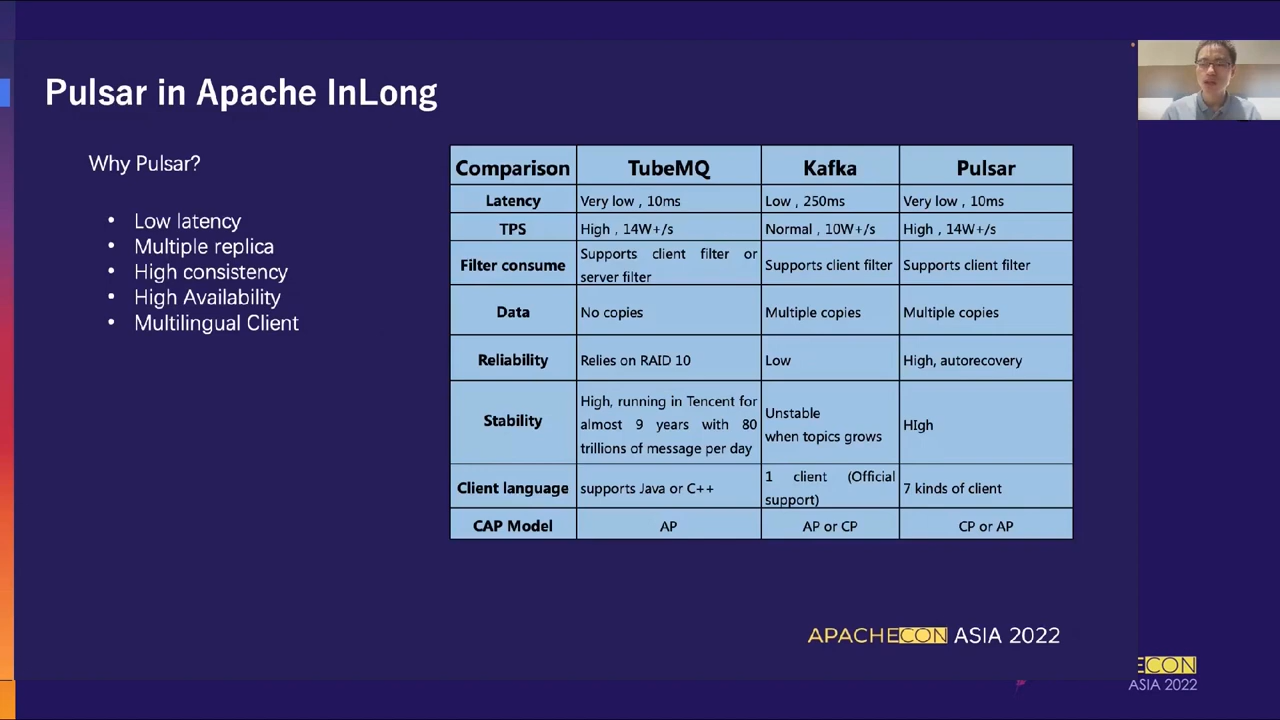 Pulsar in Apache InLong
Why Pulsar?
• Low latency
• Multiple replica
• High consistency
• High Availability
• Multilingual Client
Comparison TubeMQ Kafka Pulsar
Latency Very low , 10ms Low , 250ms Very low , 10ms
TPS High , 14W+/s Normal , 10W+/s High , 14W+/s
Filter consume Supports client filter or server filter Supports client filter Supports client filter
Data No copies Multiple copies Multiple copies
Reliability Relies on RAID 10 Low High, autorecovery
Stability High, running in Tencent for almost 9 years with 80 trillions of message per day Unstable when topics grows HIgh
Client language supports Java or C++ 1 client (Official support) 7 kinds of client
CAP Model AP AP or CP CP or AP
APACHECON ASIA 2022
ECON
ASIA 2022